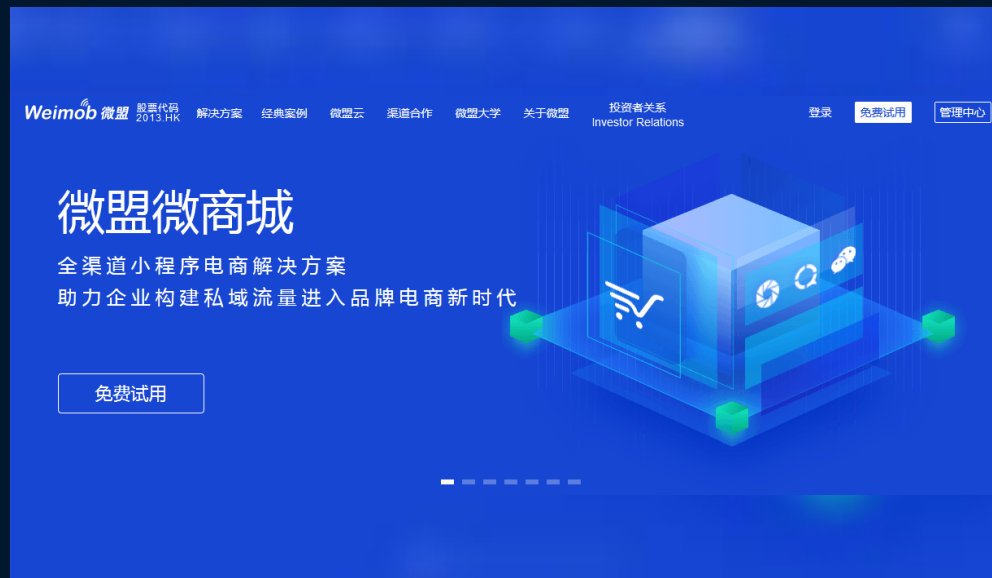 Weimob 微盟
股票代码
2013.HK
解决方案
经典案例
微盟云
渠道合作
微盟大学
关于微盟
投资者关系
Investor Relations
登录
免费试用
管理中心
微盟微商城
全渠道小程序电商解决方案
助力企业构建私域流量进入品牌电商新时代
免费试用